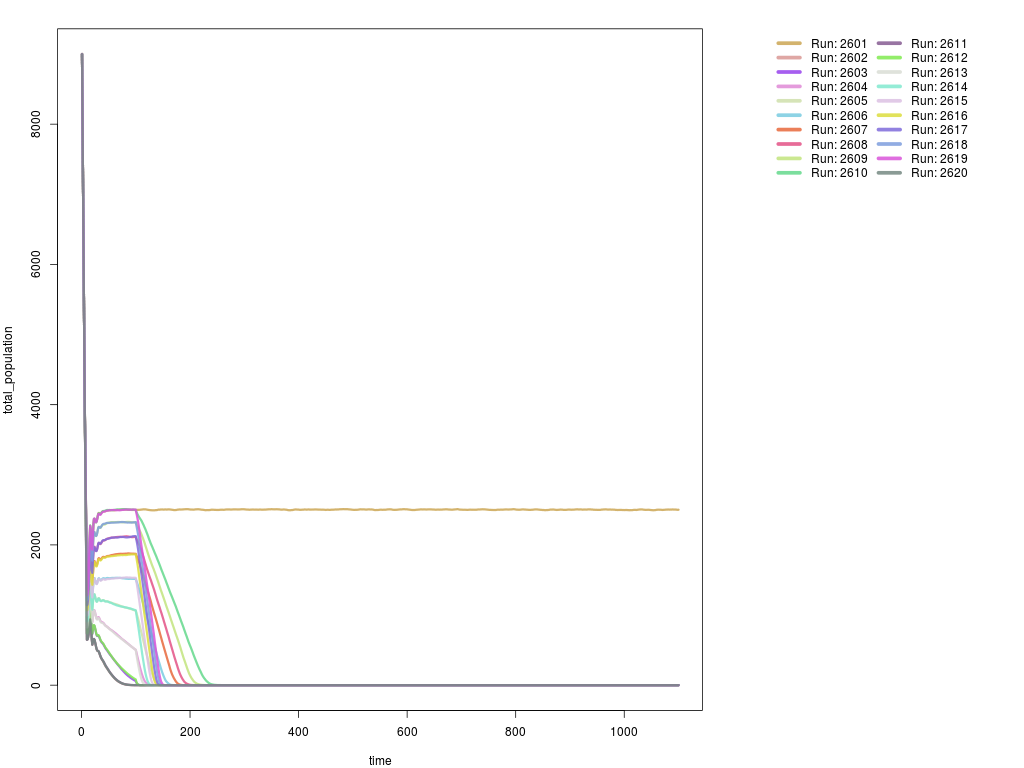 Run: 2601
Run: 2602
Run: 2603
Run: 2604
Run: 2605
Run: 2606
Run: 2607
Run: 2608
Run: 2609
Run: 2610
Run: 2611
Run: 2612
Run: 2613
Run: 2614
Run: 2615
Run: 2616
Run: 2617
Run: 2618
Run: 2619
Run: 2620
total_population
8000
6000
4000
2000
0
0 200 400 600 800 1000
time